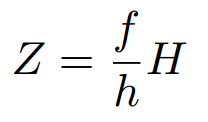 Z = \frac{f}{h} H